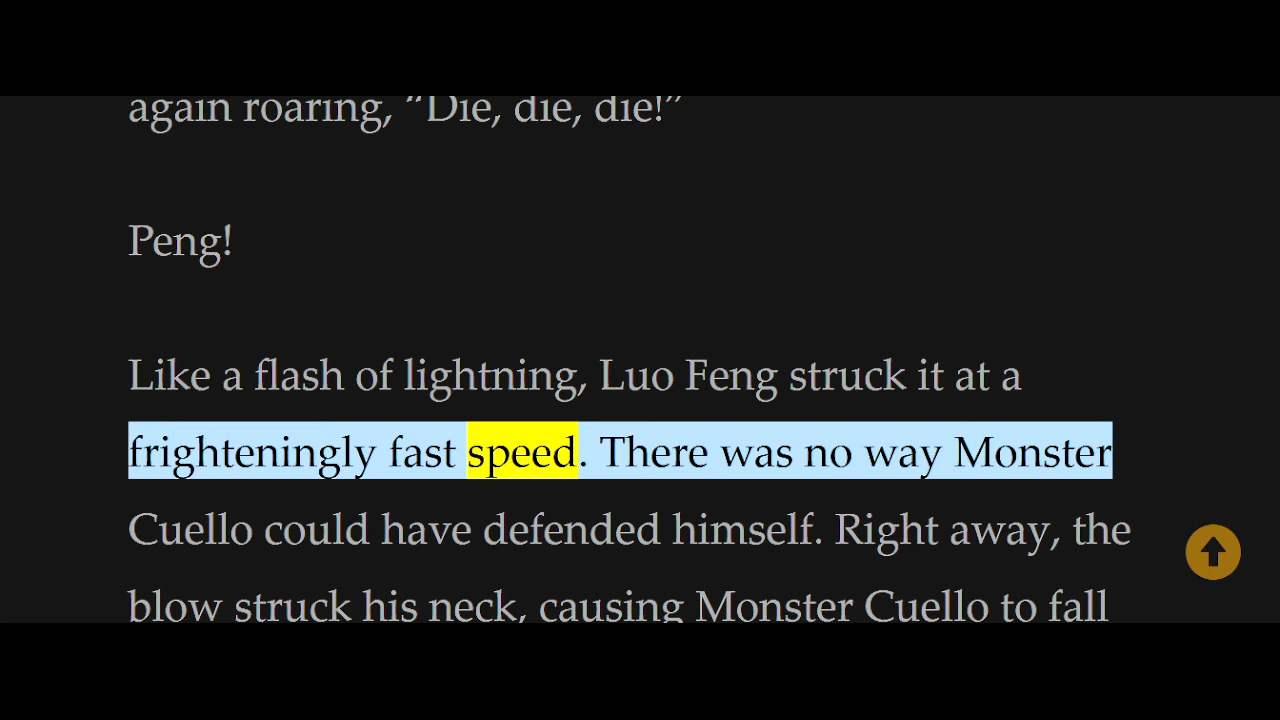 again roaring, “Die, die, die!”
Peng!
Like a flash of lightning, Luo Feng struck it at a
frighteningly fast speed. There was no way Monster
Cuello could have defended himself. Right away, the
blow struck his neck, causing Monster Cuello to fall